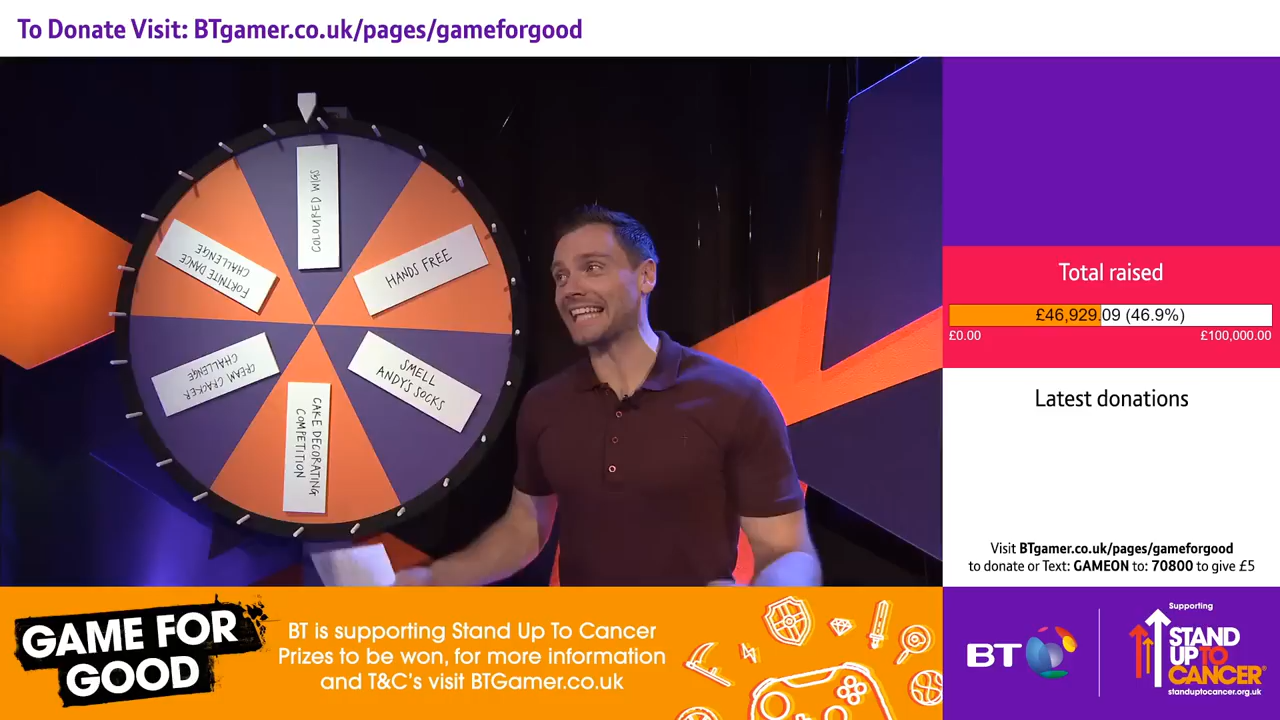 To Donate Visit: BTgamer.co.uk/pages/gameforgood
COLOURED WIGS
HANDS FREE
FORTNITE DANCE
CHALLENGE
SMELL
ANDY'S SOCKS
CREAM CRACKER
CHALLENGE
CAKE DECORATING
COMPETITION
Total raised
£46,929.09 (46.9%)
£0.00 £100,000.00
Latest donations
Visit BTgamer.co.uk/pages/gameforgood
to donate or Text: GAMEON to: 70800 to give £5
GAME FOR
GOOD
BT is supporting Stand Up To Cancer
Prizes to be won, for more information
and T&C's visit BTGamer.co.uk
BT
Supporting
STAND
UP TO
CANCER
standuptocancer.org.uk